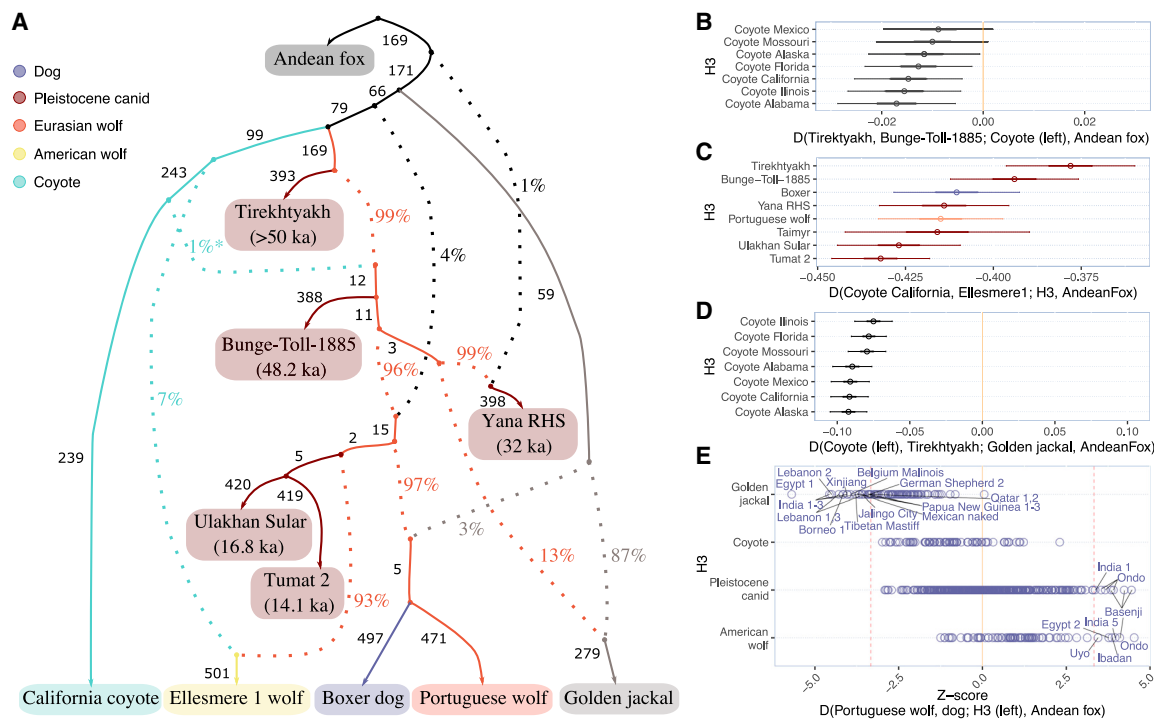 A
Dog
Pleistocene canid
Eurasian wolf
American wolf
Coyote
Andean fox
169
171
66
79
99
243
169
393
Tirekhtyakh
(>50 ka)
99%
1%*
1%
4%
59
12
388
11
Bunge-Toll-1885
(48.2 ka)
3
96%
99%
398
Yana RHS
(32 ka)
7%
239
15
2
5
420
419
97%
3%
Ulakhan Sular
(16.8 ka)
Tumat 2
(14.1 ka)
13%
87%
5
93%
497
471
279
501
California coyote
Ellesmere 1 wolf
Boxer dog
Portuguese wolf
Golden jackal
B
H3
Coyote Mexico
Coyote Mossouri
Coyote Alaska
Coyote Florida
Coyote California
Coyote Ilinois
Coyote Alabama
-0.02
0.00
0.02
D(Tirekhtyakh, Bunge-Toll-1885; Coyote (left), Andean fox)
C
H3
Tirekhtyakh
Bunge-Toll-1885
Boxer
Yana RHS
Portuguese wolf
Taimyr
Ulakhan Sular
Tumat 2
-0.450
-0.425
-0.400
-0.375
D(Coyote California, Ellesmere1; H3, AndeanFox)
D
H3
Coyote Ilinois
Coyote Florida
Coyote Mossouri
Coyote Alabama
Coyote Mexico
Coyote California
Coyote Alaska
-0.10
-0.05
0.00
0.05
0.10
D(Coyote (left), Tirekhtyakh; Golden jackal, AndeanFox)
E
H3
Golden jackal
Coyote
Pleistocene canid
American wolf
Lebanon 2
Egypt 1
Xinjiang
Belgium Malinois
German Shepherd 2
India 1-3
Lebanon 1,3
Borneo 1
Tibetan Mastiff
Jalingo City
Mexican naked
Papua New Guinea 1-3
Qatar 1,2
India 1
Ondo
Basenji
Egypt 2
India 5
Uyo
Ibadan
Ondo
-5.0
-2.5
0.0
2.5
5.0
Z-score
D(Portuguese wolf, dog; H3 (left), Andean fox)